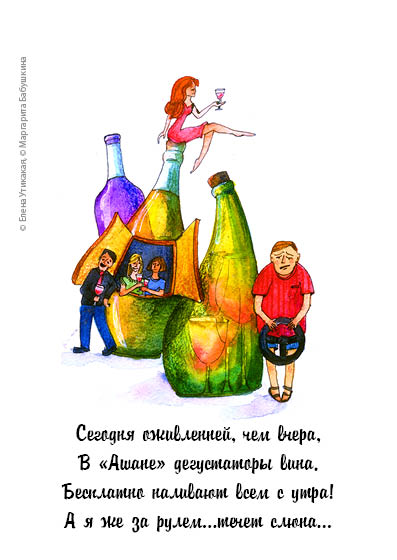 © Елена Утикакая, © Маргарита Бабушкина
Сегодня оживленней, чем вчера,
В «Ашане» дегустаторы вина.
Бесплатно наливают всем с утра!
А я же за рулем...течет слюна...